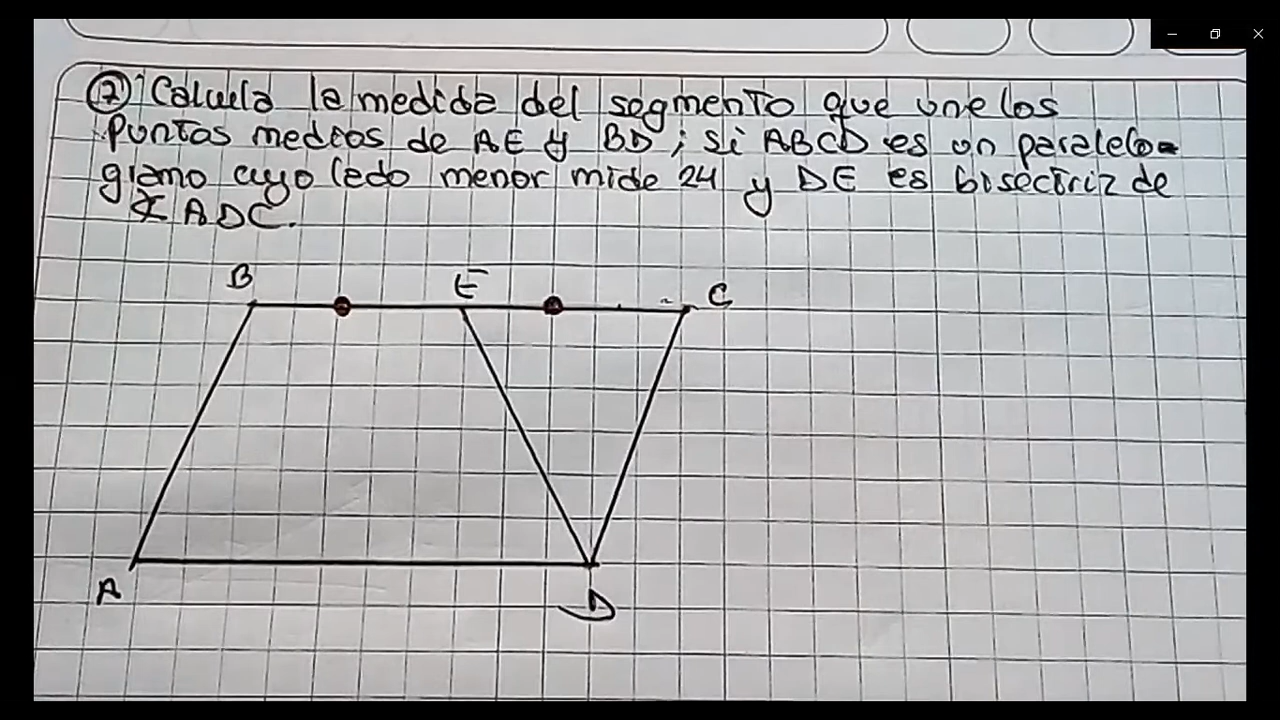 7 Calcula la medida del segmento que une los
puntos medios de AE y BD; si ABCD es un paralelo-
gramo cuyo lado menor mide 24 y DE es bisectriz de
∡ ADC.
B E C
A D